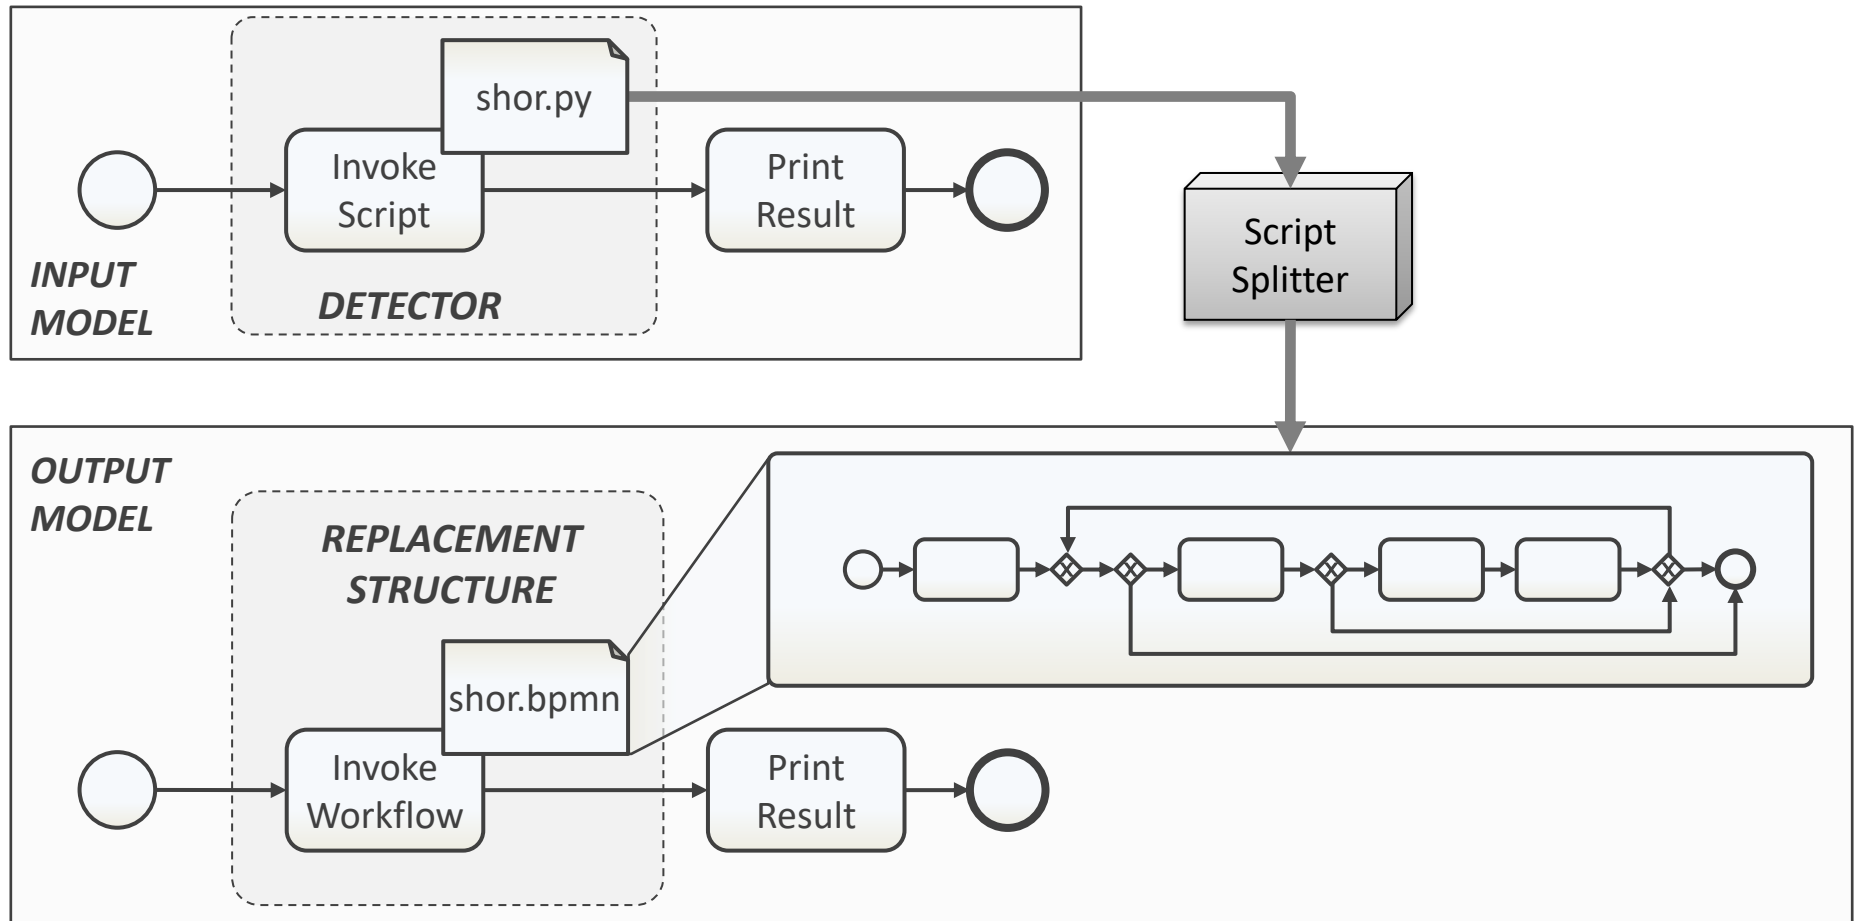 shor.py
Invoke
Script
Print
Result
INPUT
MODEL
DETECTOR
Script
Splitter
OUTPUT
MODEL
REPLACEMENT
STRUCTURE
shor.bpmn
Invoke
Workflow
Print
Result